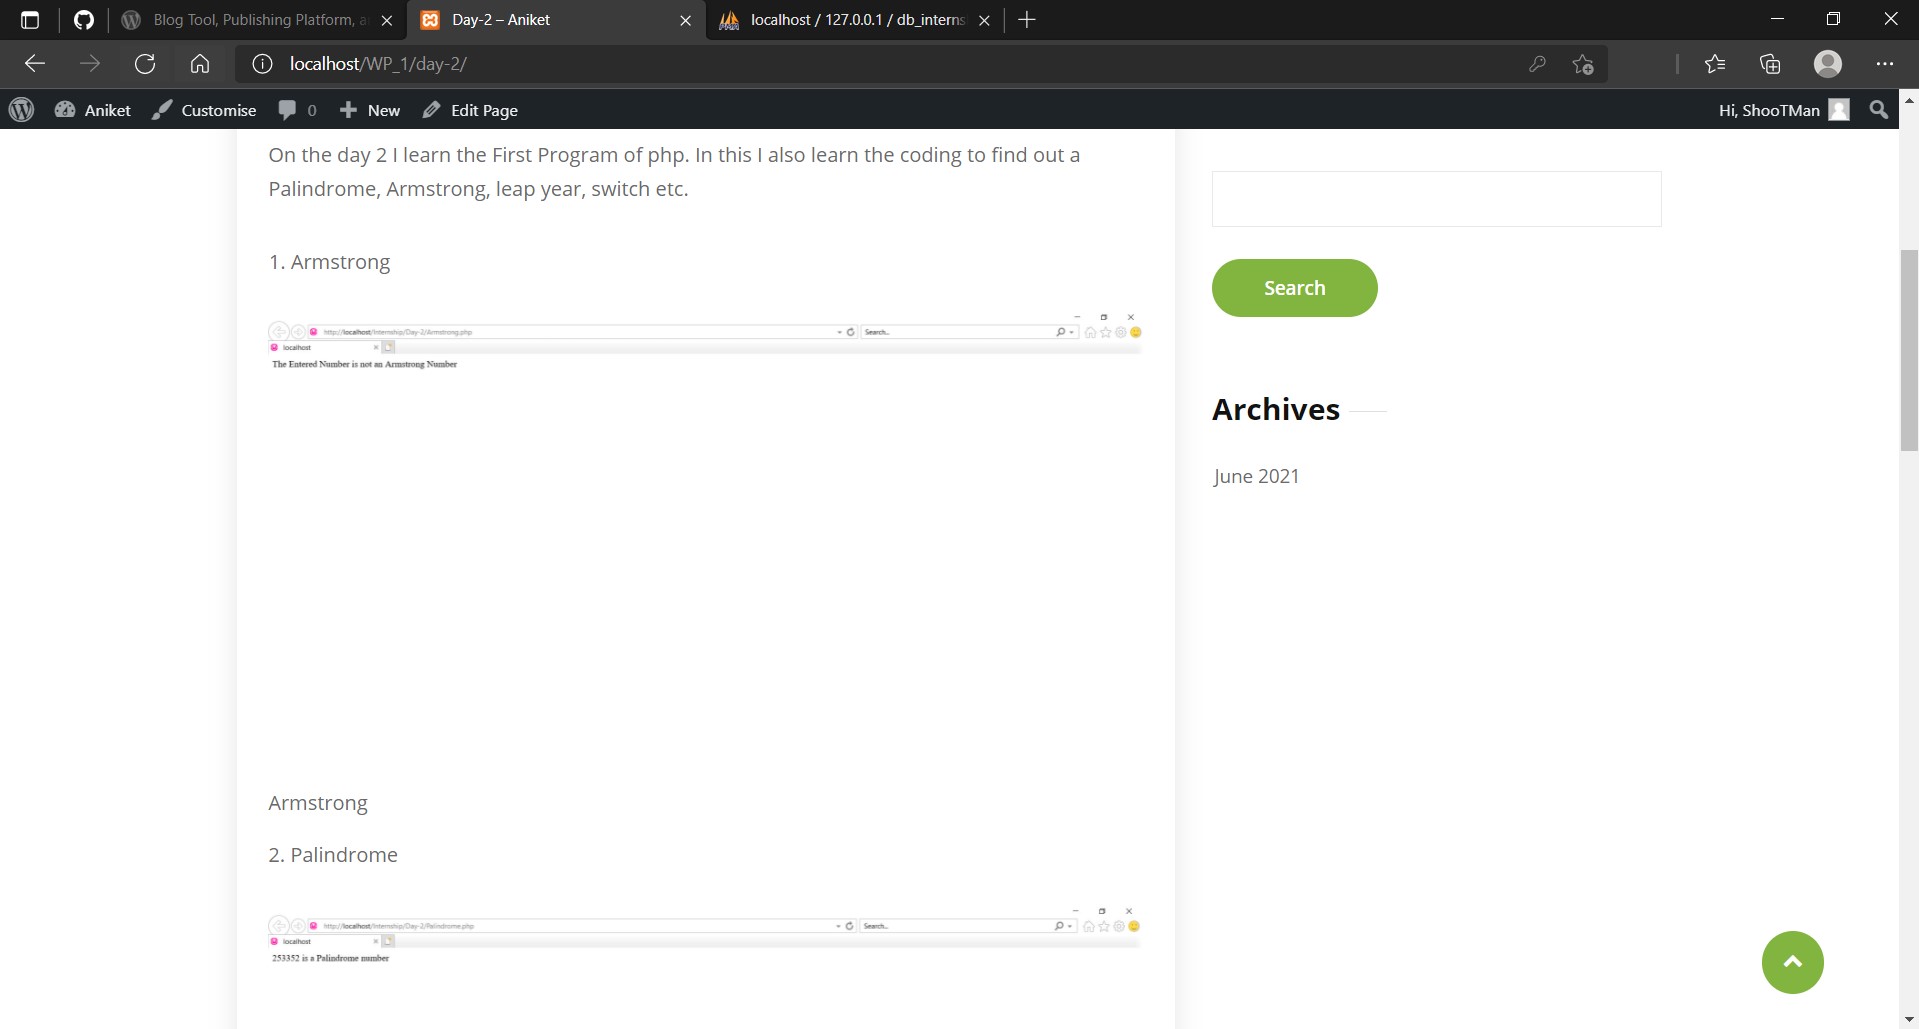 Blog Tool, Publishing Platform, a
Day-2 – Aniket
localhost / 127.0.0.1 / db_interns
localhost/WP_1/day-2/
Aniket
Customise
0
New
Edit Page
Hi, ShooTMan
On the day 2 I learn the First Program of php. In this I also learn the coding to find out a
Palindrome, Armstrong, leap year, switch etc.
1. Armstrong
http://localhost/Internship/Day-2/Armstrong.php
Search...
localhost
The Entered Number is not an Armstrong Number
Armstrong
2. Palindrome
http://localhost/Internship/Day-2/Palindrome.php
Search...
localhost
253352 is a Palindrome number
Search
Archives
June 2021